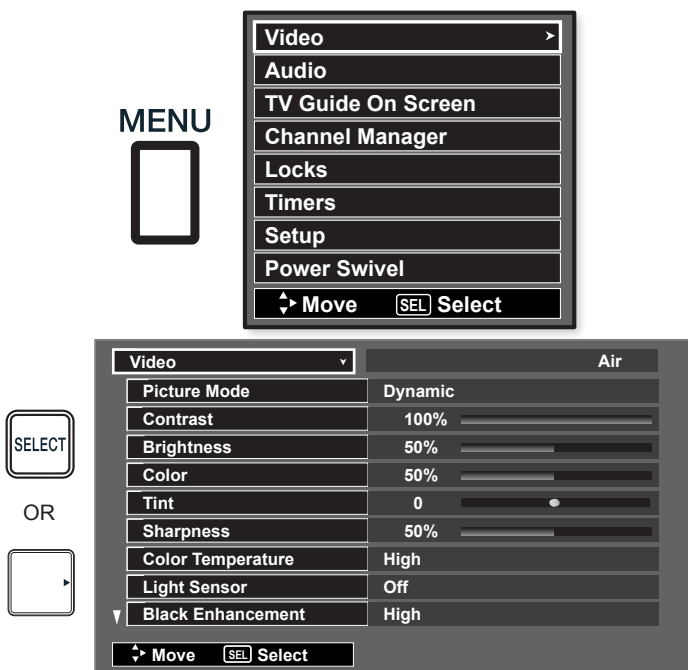 MENU
Video
Audio
TV Guide On Screen
Channel Manager
Locks
Timers
Setup
Power Swivel
Move SEL Select
SELECT
OR
Video Air
Picture Mode Dynamic
Contrast 100%
Brightness 50%
Color 50%
Tint 0
Sharpness 50%
Color Temperature High
Light Sensor Off
Black Enhancement High
Move SEL Select